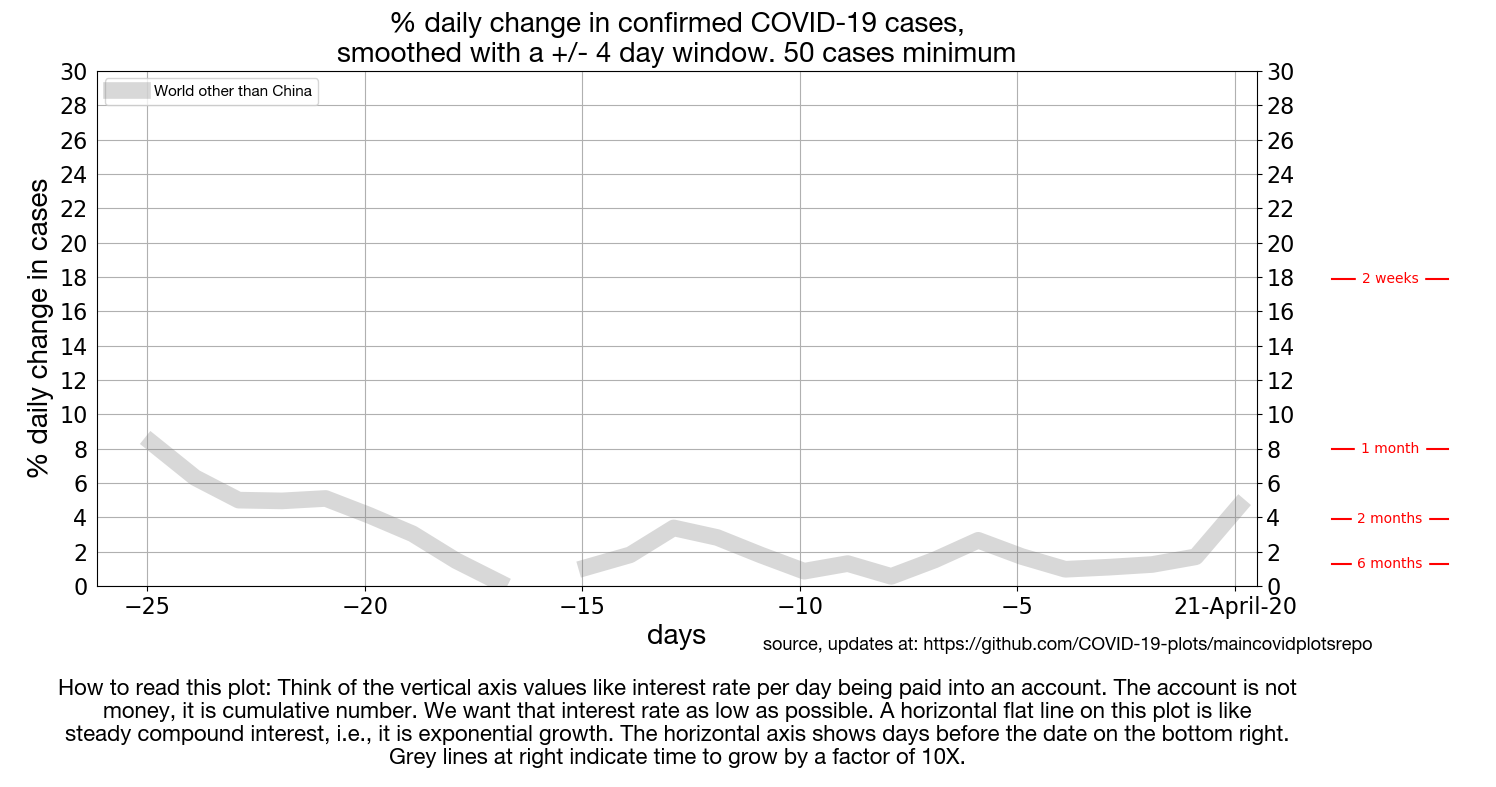 % daily change in confirmed COVID-19 cases,
smoothed with a +/- 4 day window. 50 cases minimum
World other than China
% daily change in cases
30
28
26
24
22
20
18
16
14
12
10
8
6
4
2
0
30
28
26
24
22
20
18
16
14
12
10
8
6
4
2
0
2 weeks
1 month
2 months
6 months
−25 −20 −15 −10 −5 21-April-20
days
source, updates at: https://github.com/COVID-19-plots/maincovidplotsrepo
How to read this plot: Think of the vertical axis values like interest rate per day being paid into an account. The account is not
money, it is cumulative number. We want that interest rate as low as possible. A horizontal flat line on this plot is like
steady compound interest, i.e., it is exponential growth. The horizontal axis shows days before the date on the bottom right.
Grey lines at right indicate time to grow by a factor of 10X.